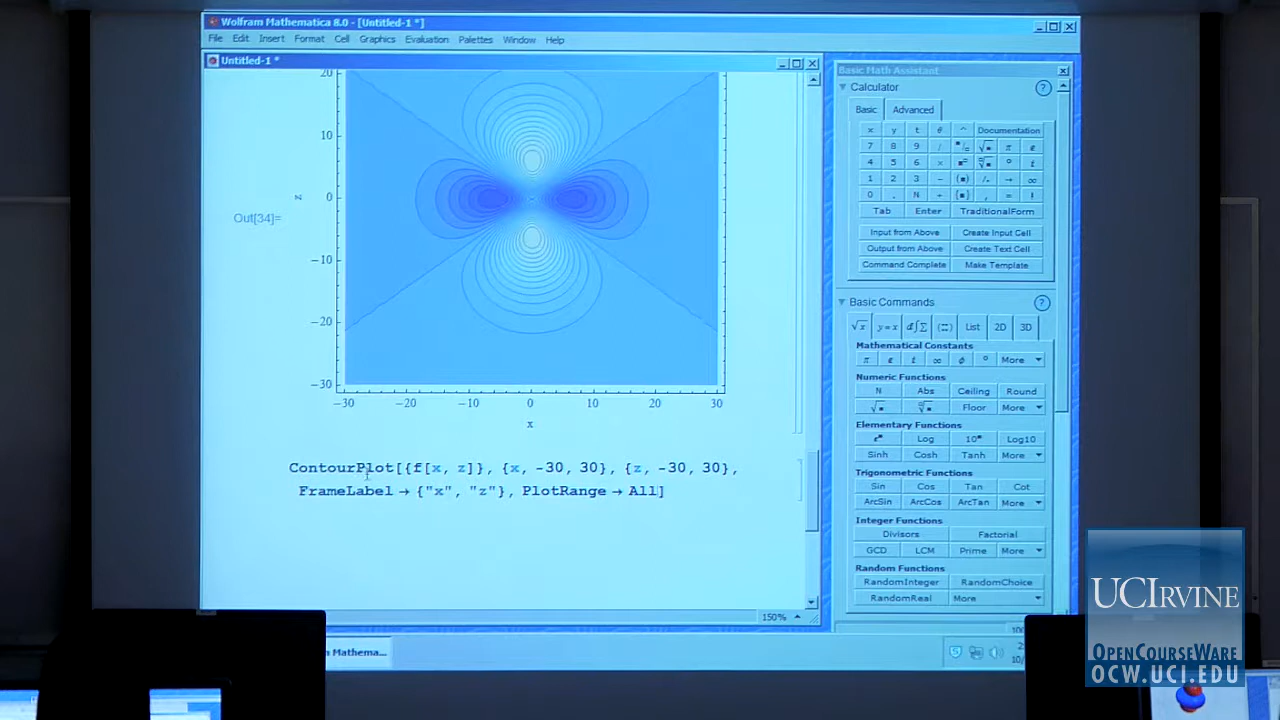 Wolfram Mathematica 8.0 - [Untitled-1 *]
File Edit Insert Format Cell Graphics Evaluation Palettes Window Help
Untitled-1 *
20
10
0
-10
-20
-30
z
Out[34]=
-30 -20 -10 0 10 20 30
x
ContourPlot[{f[x, z]}, {x, -30, 30}, {z, -30, 30},
FrameLabel → {"x", "z"}, PlotRange → All]
150%
Basic Math Assistant
Calculator
Basic Advanced
x y t θ ^ Documentation
7 8 9 /
4 5 6 ×
1 2 3 −
0 . N +
Tab Enter TraditionalForm
Input from Above Create Input Cell
Output from Above Create Text Cell
Command Complete Make Template
Basic Commands
√x y=x d∫Σ List 2D 3D
Mathematical Constants
π e i ∞ ϕ ° More
Numeric Functions
N Abs Ceiling Round
Floor More
Elementary Functions
Log Log10
Sinh Cosh Tanh More
Trigonometric Functions
Sin Cos Tan Cot
ArcSin ArcCos ArcTan More
Integer Functions
Divisors Factorial
GCD LCM Prime More
Random Functions
RandomInteger RandomChoice
RandomReal More
Mathema...
UCIRVINE
OPENCOURSEWARE
OCW.UCI.EDU